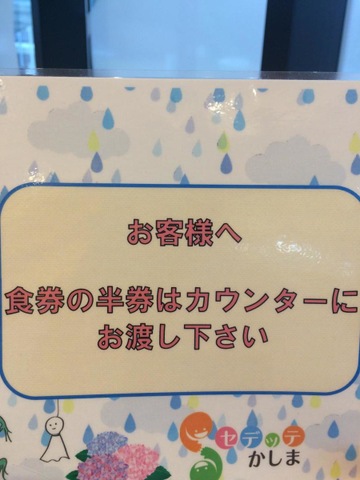 お客様へ
食券の半券はカウンターに
お渡し下さい
セデッテ
かしま